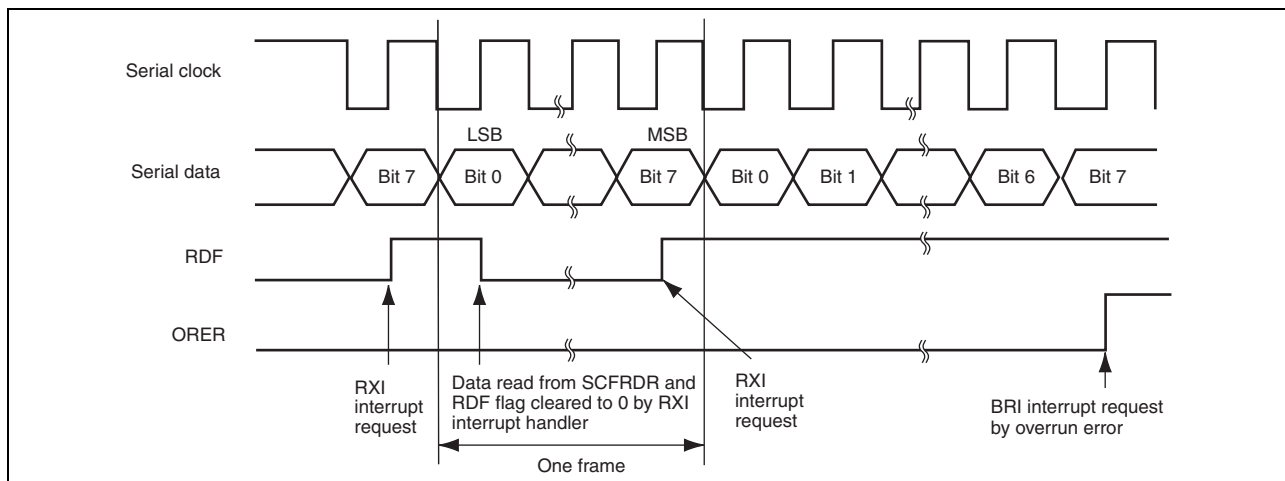 Serial clock
LSB
MSB
Serial data
Bit 7
Bit 0
Bit 7
Bit 0
Bit 1
Bit 6
Bit 7
RDF
ORER
RXI
interrupt
request
Data read from SCFRDR and
RDF flag cleared to 0 by RXI
interrupt handler
RXI
interrupt
request
BRI interrupt request
by overrun error
One frame